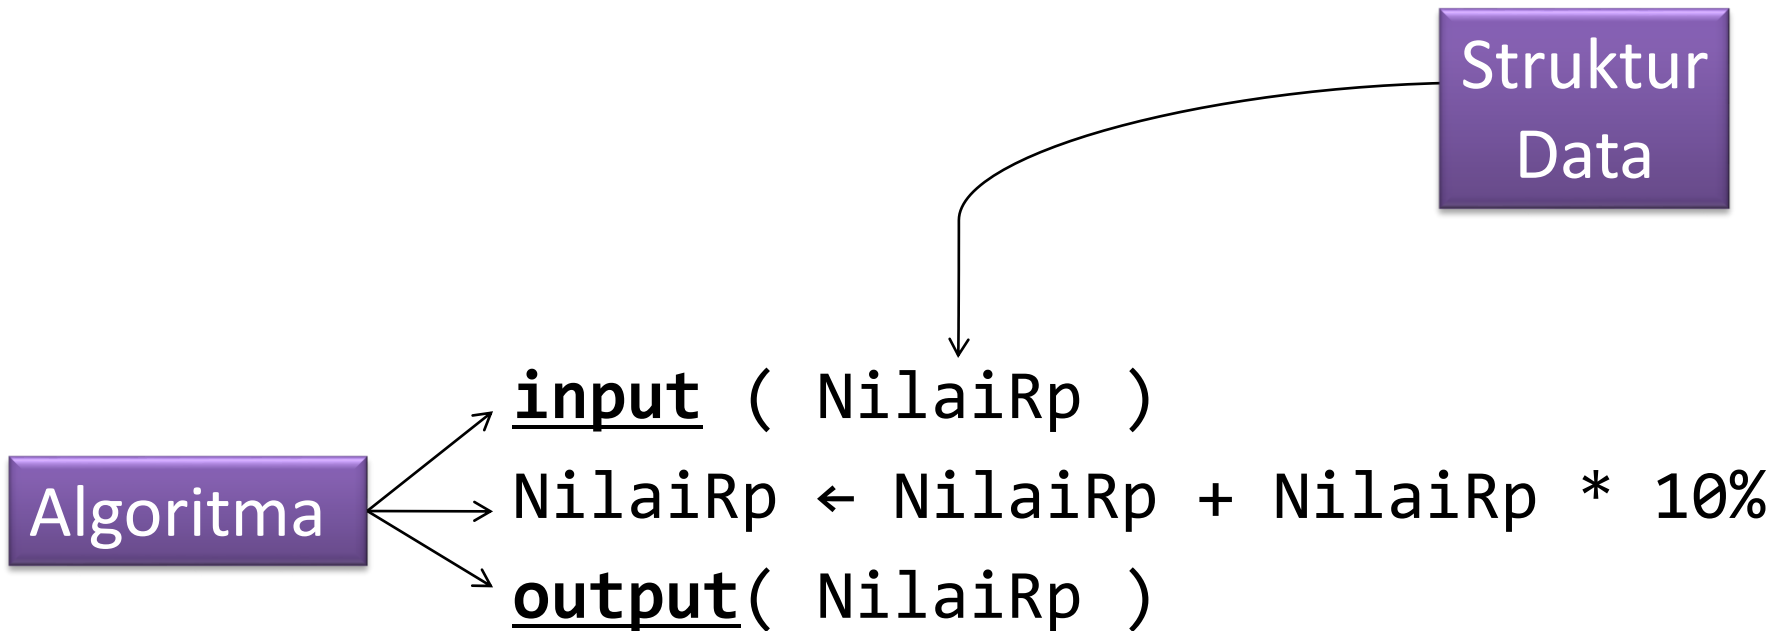 Struktur
Data
Algoritma
input ( NilaiRp )
NilaiRp ← NilaiRp + NilaiRp * 10%
output( NilaiRp )